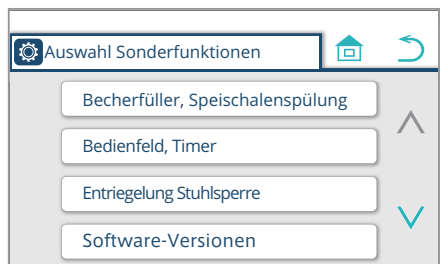 Auswahl Sonderfunktionen
Becherfüller, Speischalenspülung
Bedienfeld, Timer
Entriegelung Stuhlsperre
Software-Versionen